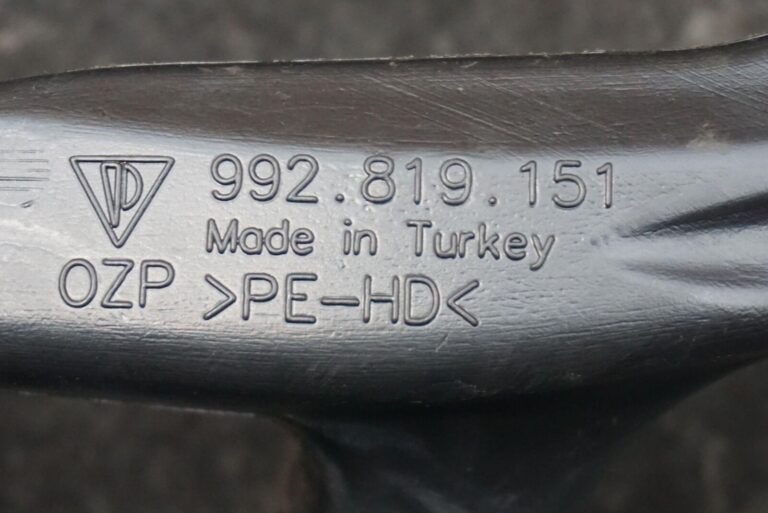 992.819.151
Made in Turkey
OZP >PE-HD<